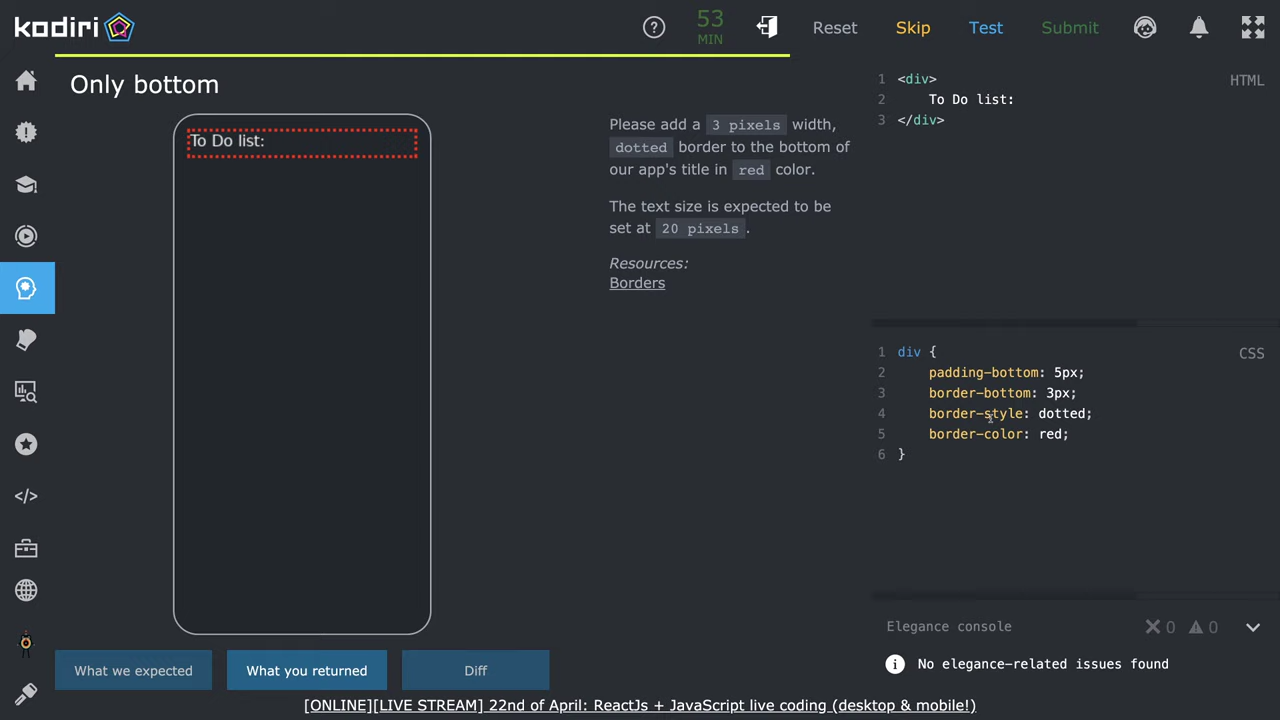 kodiri
53
MIN
Reset
Skip
Test
Submit
Only bottom
To Do list:
Please add a 3 pixels width,
dotted border to the bottom of
our app's title in red color.
The text size is expected to be
set at 20 pixels.
Resources:
Borders
HTML
1 <div>
2 To Do list:
3 </div>
CSS
1 div {
2 padding-bottom: 5px;
3 border-bottom: 3px;
4 border-style: dotted;
5 border-color: red;
6 }
Elegance console
0
0
No elegance-related issues found
What we expected
What you returned
Diff
[ONLINE][LIVE STREAM] 22nd of April: ReactJs + JavaScript live coding (desktop & mobile!)